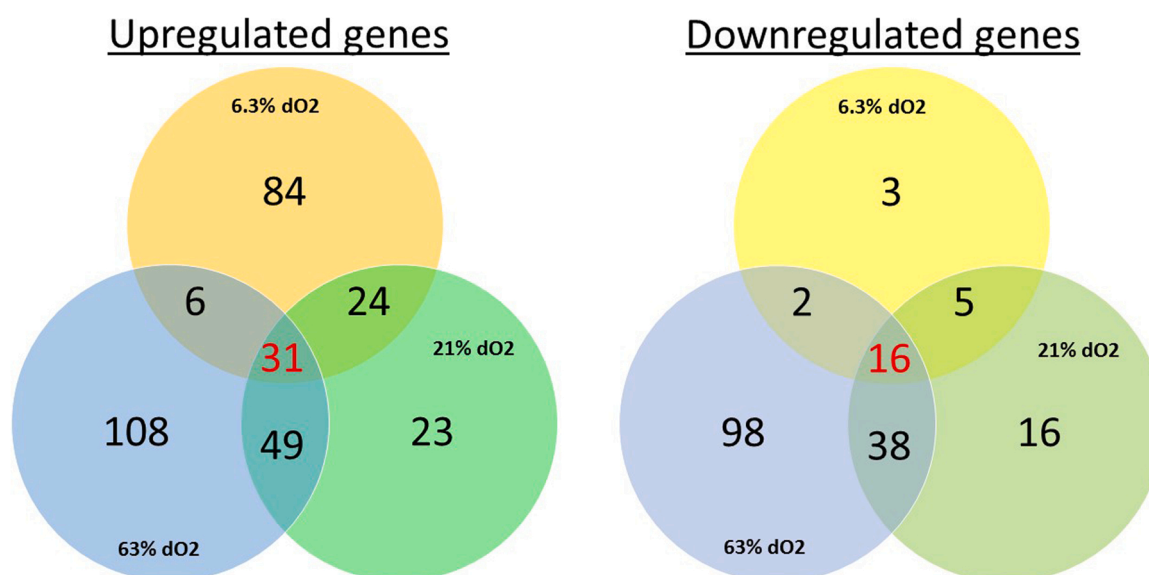 Upregulated genes
6.3% dO2
84
6
24
31
21% dO2
108
49
23
63% dO2
Downregulated genes
6.3% dO2
3
2
5
16
21% dO2
98
38
16
63% dO2